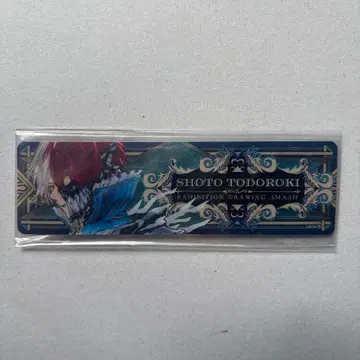 SHOTO TODOROKI
EXHIBITION DRAWING SMASH